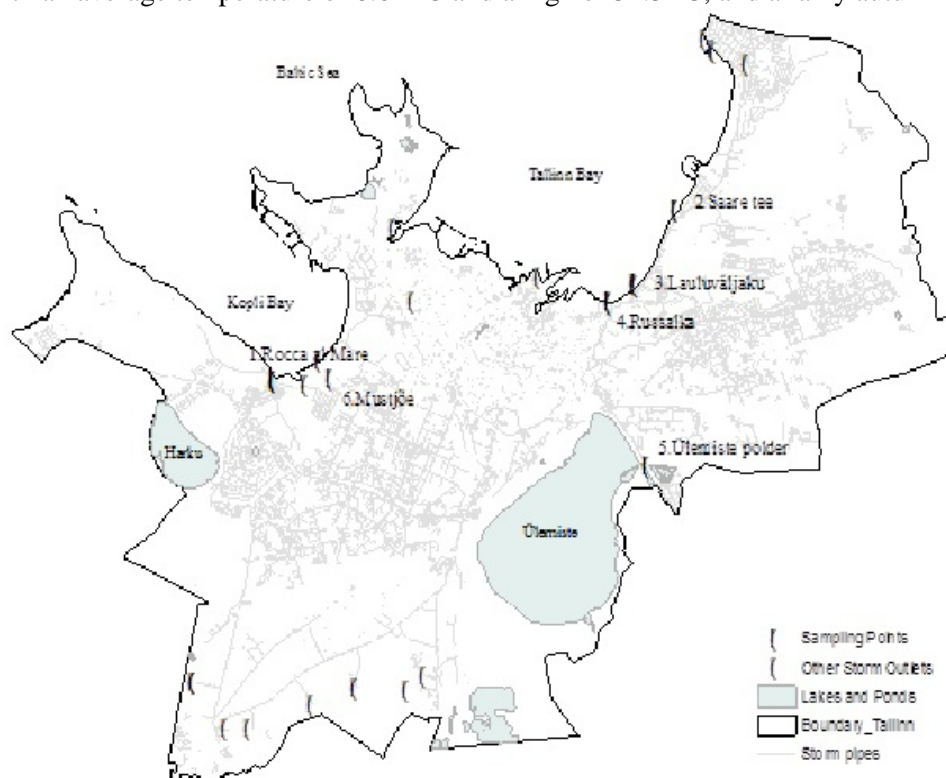 Baltic Sea
Tallinn Bay
2.Saare tee
3.Lauluväljaku
Kopli Bay
4.Russalka
1.Rocca al Mare
6.Mustjõe
Harku
5.Ülemiste polder
Ülemiste
Sampling Points
Other Storm Outlets
Lakes and Ponds
Boundary_Tallinn
Storm pipes